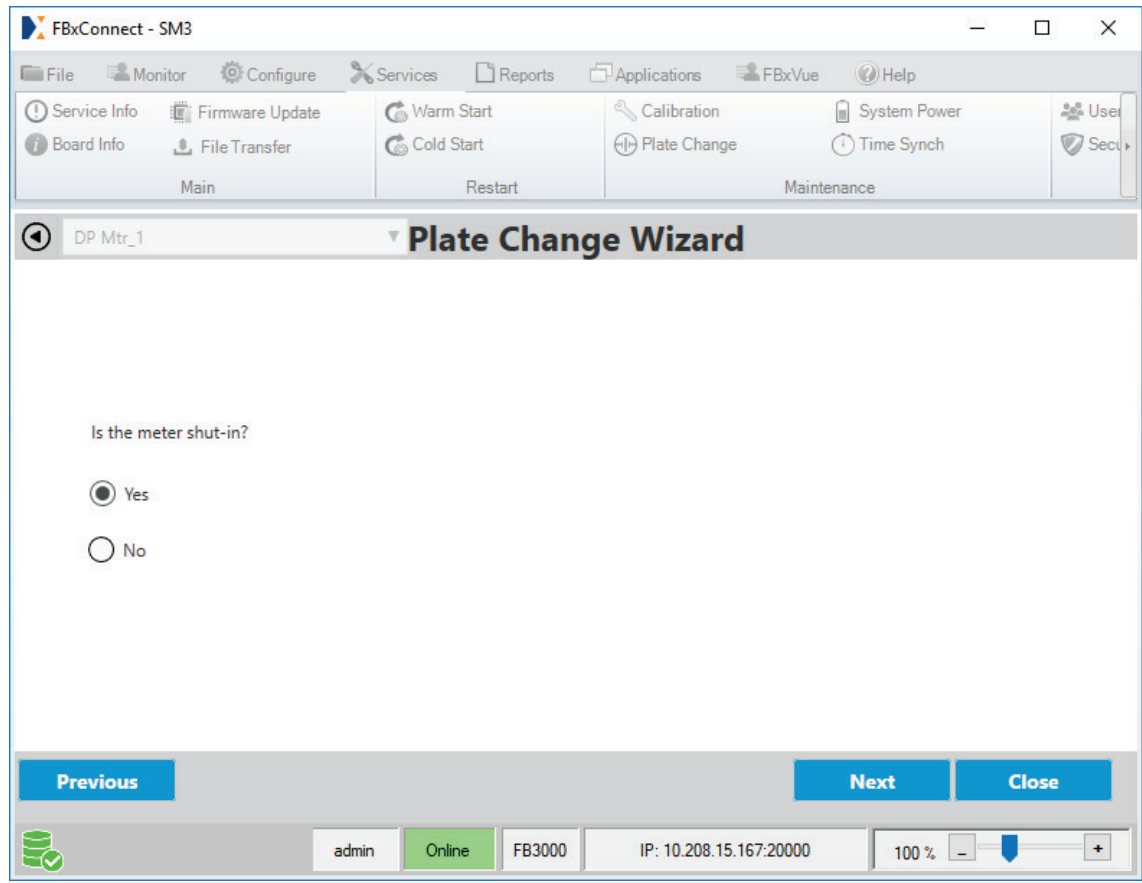 FBxConnect - SM3
File Monitor Configure Services Reports Applications FBxVue Help
Service Info Firmware Update Warm Start Calibration System Power User
Board Info File Transfer Cold Start Plate Change Time Synch Secu
Main Restart Maintenance
DP Mtr_1 Plate Change Wizard
Is the meter shut-in?
Yes
No
Previous Next Close
admin Online FB3000 IP: 10.208.15.167:20000 100 % - +